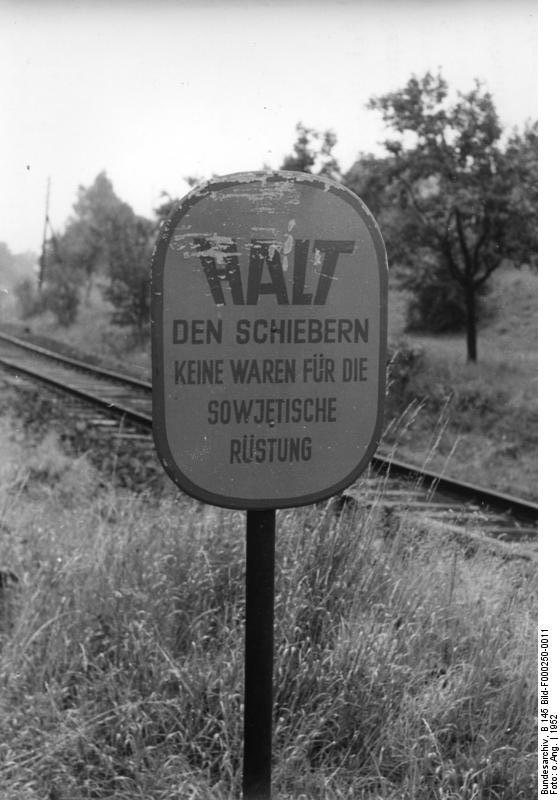 HALT
DEN SCHIEBERN
KEINE WAREN FÜR DIE
SOWJETISCHE
RÜSTUNG
Bundesarchiv, B 145 Bild-F000250-0011
Foto: o.Ang. | 1952